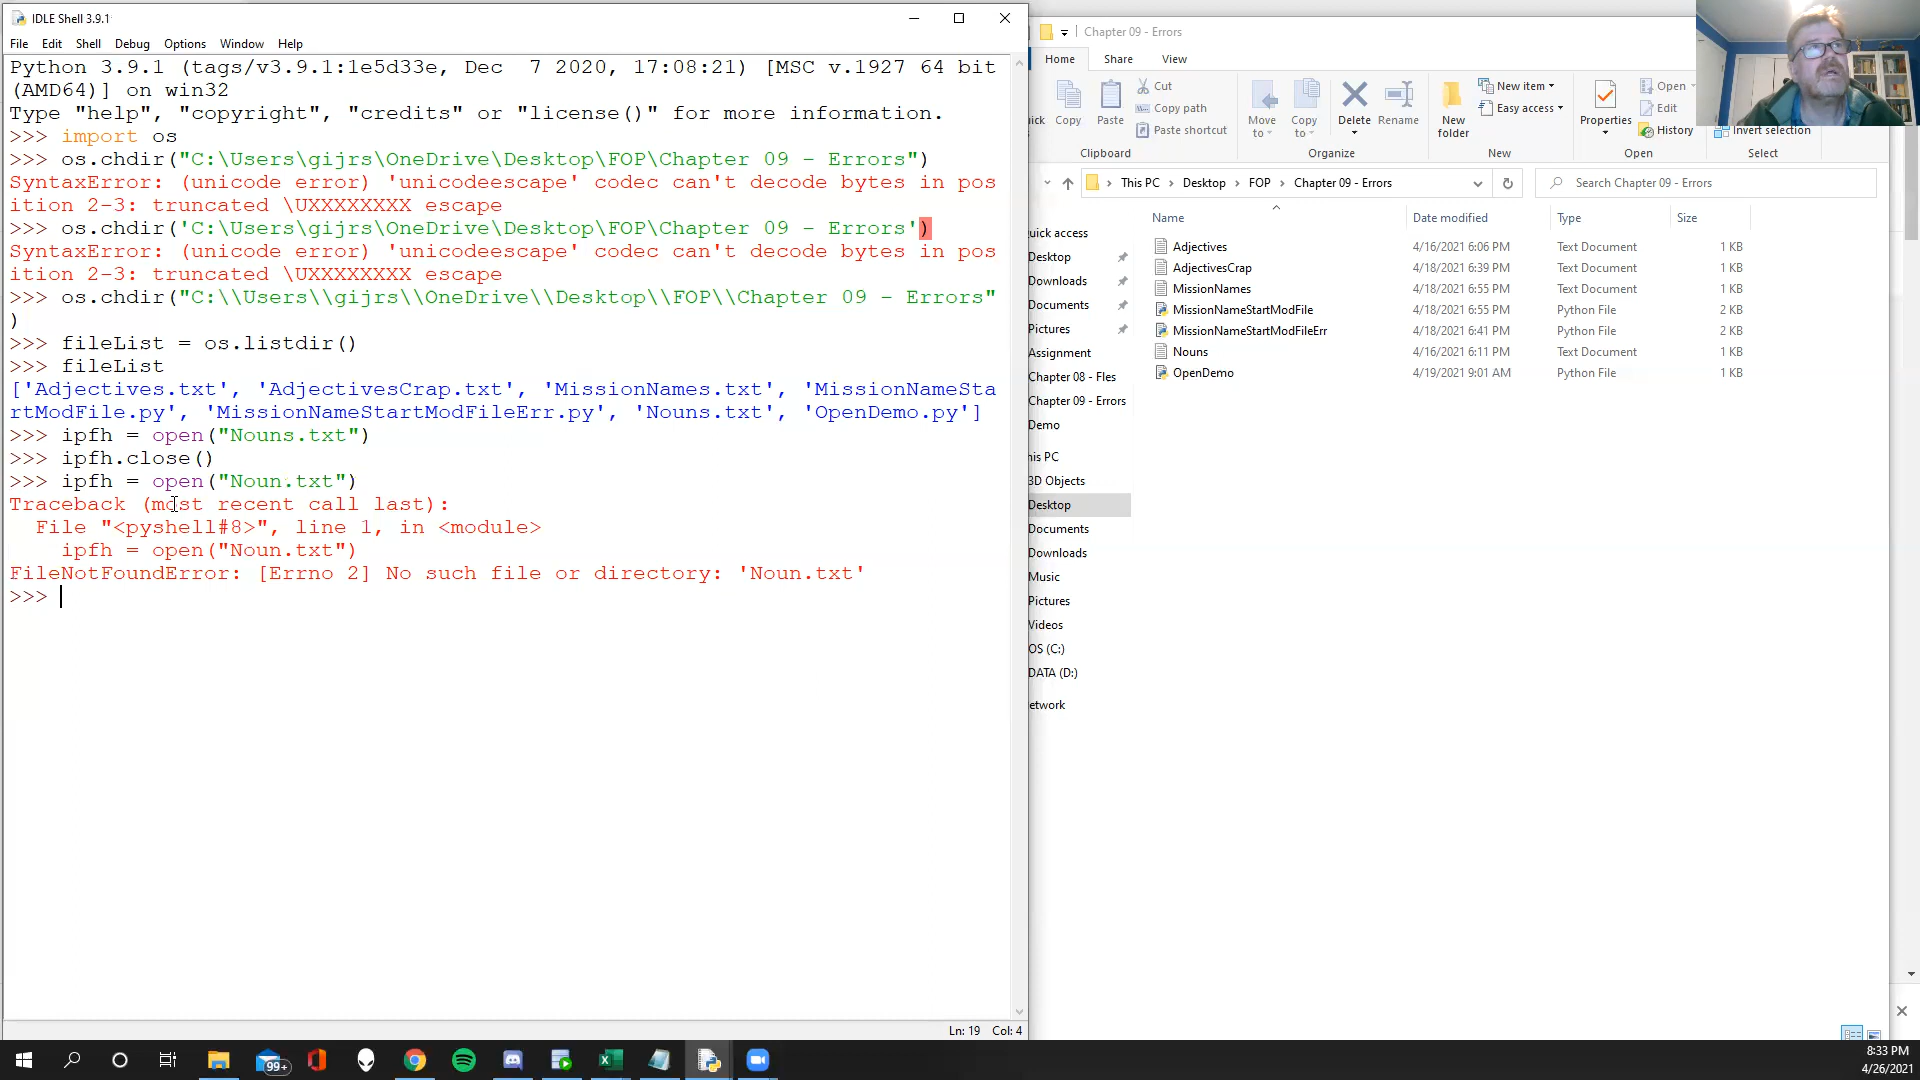 IDLE Shell 3.9.1
File Edit Shell Debug Options Window Help
Python 3.9.1 (tags/v3.9.1:1e5d33e, Dec  7 2020, 17:08:21) [MSC v.1927 64 bit
(AMD64)] on win32
Type "help", "copyright", "credits" or "license()" for more information.
>>> import os
>>> os.chdir("C:\Users\gijrs\OneDrive\Desktop\FOP\Chapter 09 - Errors")
SyntaxError: (unicode error) 'unicodeescape' codec can't decode bytes in pos
ition 2-3: truncated \UXXXXXXXX escape
>>> os.chdir('C:\Users\gijrs\OneDrive\Desktop\FOP\Chapter 09 - Errors')
SyntaxError: (unicode error) 'unicodeescape' codec can't decode bytes in pos
ition 2-3: truncated \UXXXXXXXX escape
>>> os.chdir("C:\\Users\\gijrs\\OneDrive\\Desktop\\FOP\\Chapter 09 - Errors"
)
>>> fileList = os.listdir()
>>> fileList
['Adjectives.txt', 'AdjectivesCrap.txt', 'MissionNames.txt', 'MissionNameSta
rtModFile.py', 'MissionNameStartModFileErr.py', 'Nouns.txt', 'OpenDemo.py']
>>> ipfh = open("Nouns.txt")
>>> ipfh.close()
>>> ipfh = open("Noun.txt")
Traceback (most recent call last):
  File "<pyshell#8>", line 1, in <module>
    ipfh = open("Noun.txt")
FileNotFoundError: [Errno 2] No such file or directory: 'Noun.txt'
>>>
Ln: 19 Col: 4
Chapter 09 - Errors
Home Share View
uick Copy Paste Cut Copy path Paste shortcut
Move to Copy to Delete Rename
New folder New item Easy access
Properties Open Edit History
Invert selection
Clipboard Organize New Open Select
This PC > Desktop > FOP > Chapter 09 - Errors
Search Chapter 09 - Errors
Name Date modified Type Size
Adjectives 4/16/2021 6:06 PM Text Document 1 KB
AdjectivesCrap 4/18/2021 6:39 PM Text Document 1 KB
MissionNames 4/18/2021 6:55 PM Text Document 1 KB
MissionNameStartModFile 4/18/2021 6:55 PM Python File 2 KB
MissionNameStartModFileErr 4/18/2021 6:41 PM Python File 2 KB
Nouns 4/16/2021 6:11 PM Text Document 1 KB
OpenDemo 4/19/2021 9:01 AM Python File 1 KB
uick access
Desktop
Downloads
Documents
Pictures
Assignment
Chapter 08 - Fles
Chapter 09 - Errors
Demo
his PC
3D Objects
Desktop
Documents
Downloads
Music
Pictures
Videos
OS (C:)
DATA (D:)
etwork
99+
8:33 PM
4/26/2021